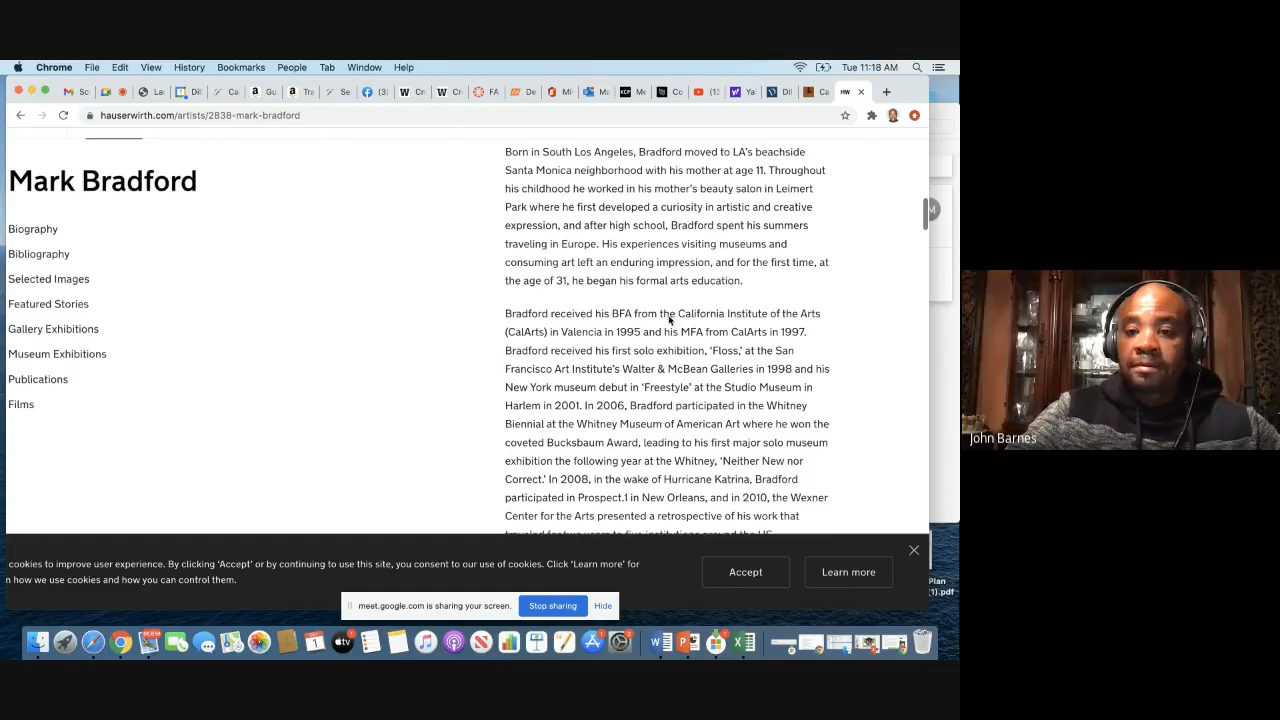 Chrome File Edit View History Bookmarks People Tab Window Help
Tue 11:18 AM
HW
hauserwirth.com/artists/2838-mark-bradford
Mark Bradford
Biography
Bibliography
Selected Images
Featured Stories
Gallery Exhibitions
Museum Exhibitions
Publications
Films
Born in South Los Angeles, Bradford moved to LA's beachside
Santa Monica neighborhood with his mother at age 11. Throughout
his childhood he worked in his mother's beauty salon in Leimert
Park where he first developed a curiosity in artistic and creative
expression, and after high school, Bradford spent his summers
traveling in Europe. His experiences visiting museums and
consuming art left an enduring impression, and for the first time, at
the age of 31, he began his formal arts education.
Bradford received his BFA from the California Institute of the Arts
(CalArts) in Valencia in 1995 and his MFA from CalArts in 1997.
Bradford received his first solo exhibition, 'Floss,' at the San
Francisco Art Institute's Walter & McBean Galleries in 1998 and his
New York museum debut in 'Freestyle' at the Studio Museum in
Harlem in 2001. In 2006, Bradford participated in the Whitney
Biennial at the Whitney Museum of American Art where he won the
coveted Bucksbaum Award, leading to his first major solo museum
exhibition the following year at the Whitney, 'Neither New nor
Correct.' In 2008, in the wake of Hurricane Katrina, Bradford
participated in Prospect.1 in New Orleans, and in 2010, the Wexner
Center for the Arts presented a retrospective of his work that
cookies to improve user experience. By clicking 'Accept' or by continuing to use this site, you consent to our use of cookies. Click 'Learn more' for
n how we use cookies and how you can control them.
Accept
Learn more
meet.google.com is sharing your screen.
Stop sharing
Hide
M
Plan
(1).pdf
John Barnes